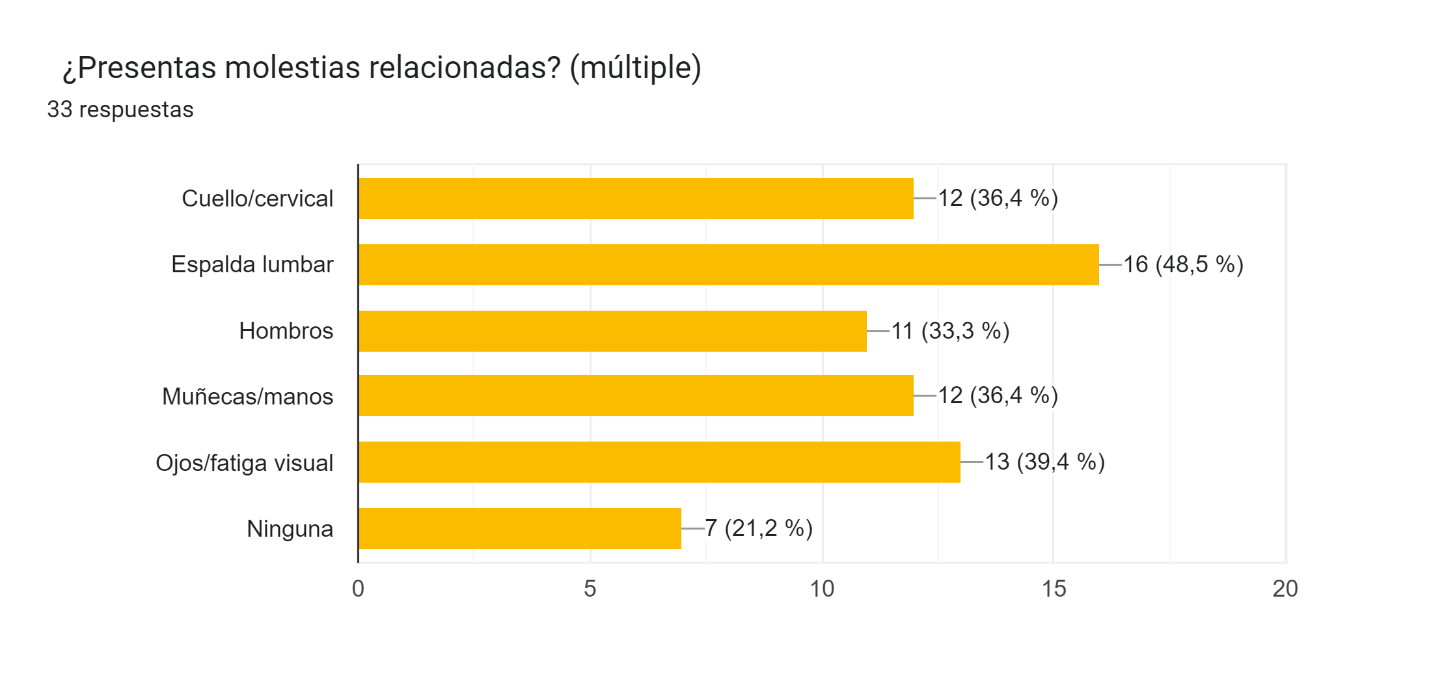 ¿Presentas molestias relacionadas? (múltiple)
33 respuestas
Cuello/cervical 12 (36,4 %)
Espalda lumbar 16 (48,5 %)
Hombros 11 (33,3 %)
Muñecas/manos 12 (36,4 %)
Ojos/fatiga visual 13 (39,4 %)
Ninguna 7 (21,2 %)
0 5 10 15 20